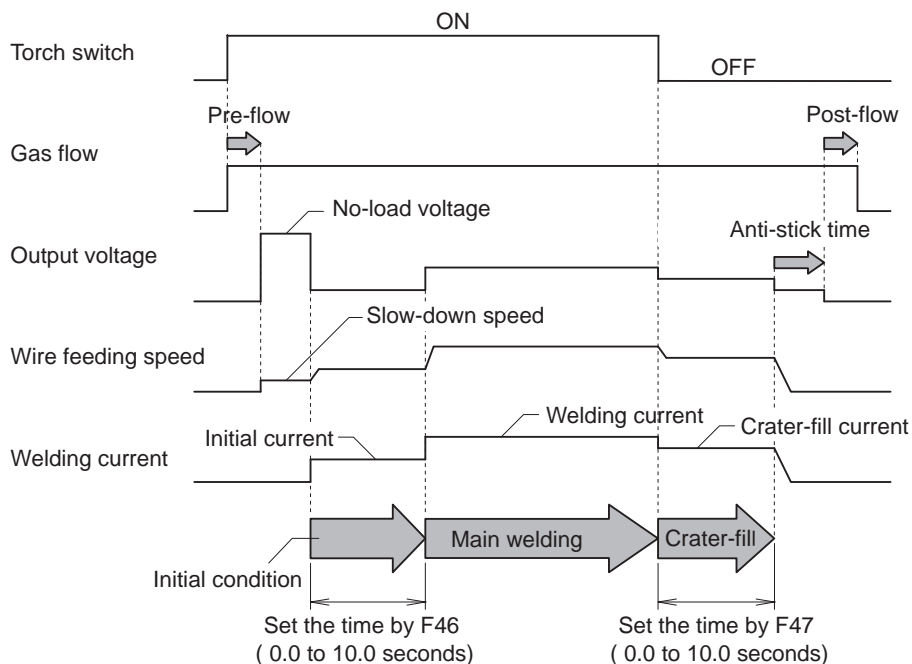 ON
Torch switch
OFF
Pre-flow
Post-flow
Gas flow
No-load voltage
Anti-stick time
Output voltage
Slow-down speed
Wire feeding speed
Welding current
Initial current
Crater-fill current
Welding current
Main welding
Crater-fill
Initial condition
Set the time by F46
( 0.0 to 10.0 seconds)
Set the time by F47
( 0.0 to 10.0 seconds)